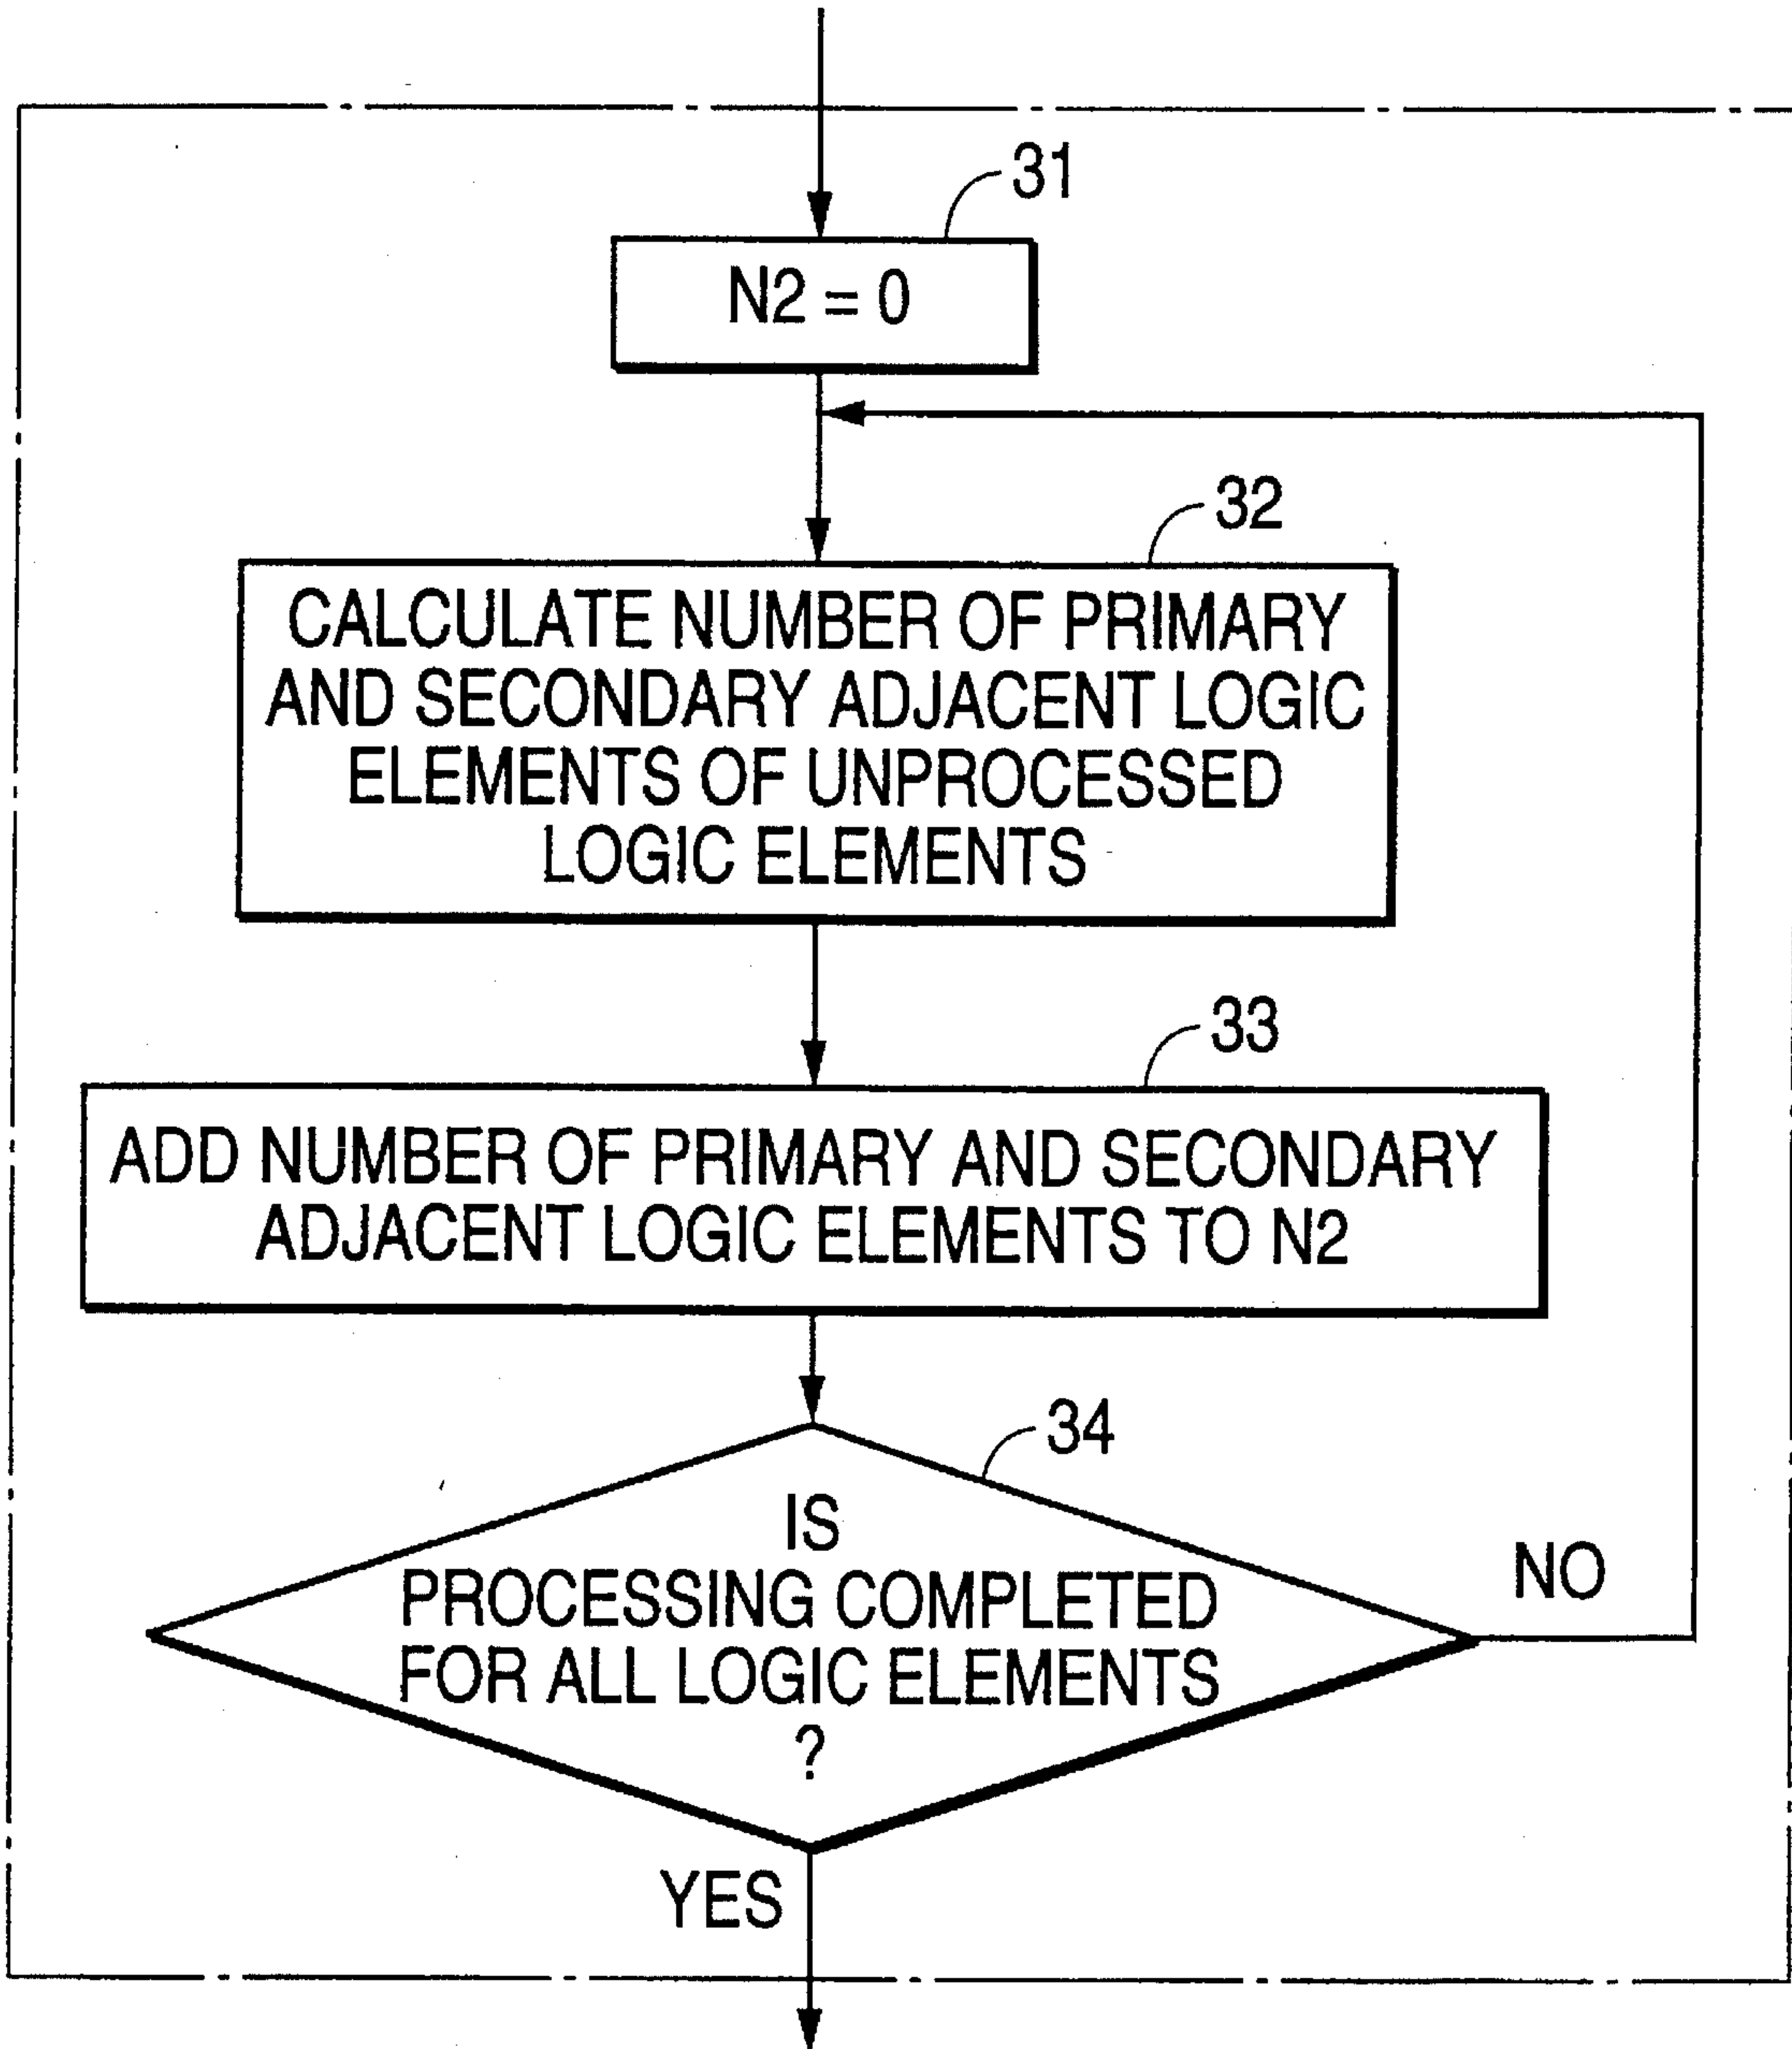 31
N2 = 0
32
CALCULATE NUMBER OF PRIMARY
AND SECONDARY ADJACENT LOGIC
ELEMENTS OF UNPROCESSED
LOGIC ELEMENTS
33
ADD NUMBER OF PRIMARY AND SECONDARY
ADJACENT LOGIC ELEMENTS TO N2
34
IS
PROCESSING COMPLETED
FOR ALL LOGIC ELEMENTS
?
NO
YES